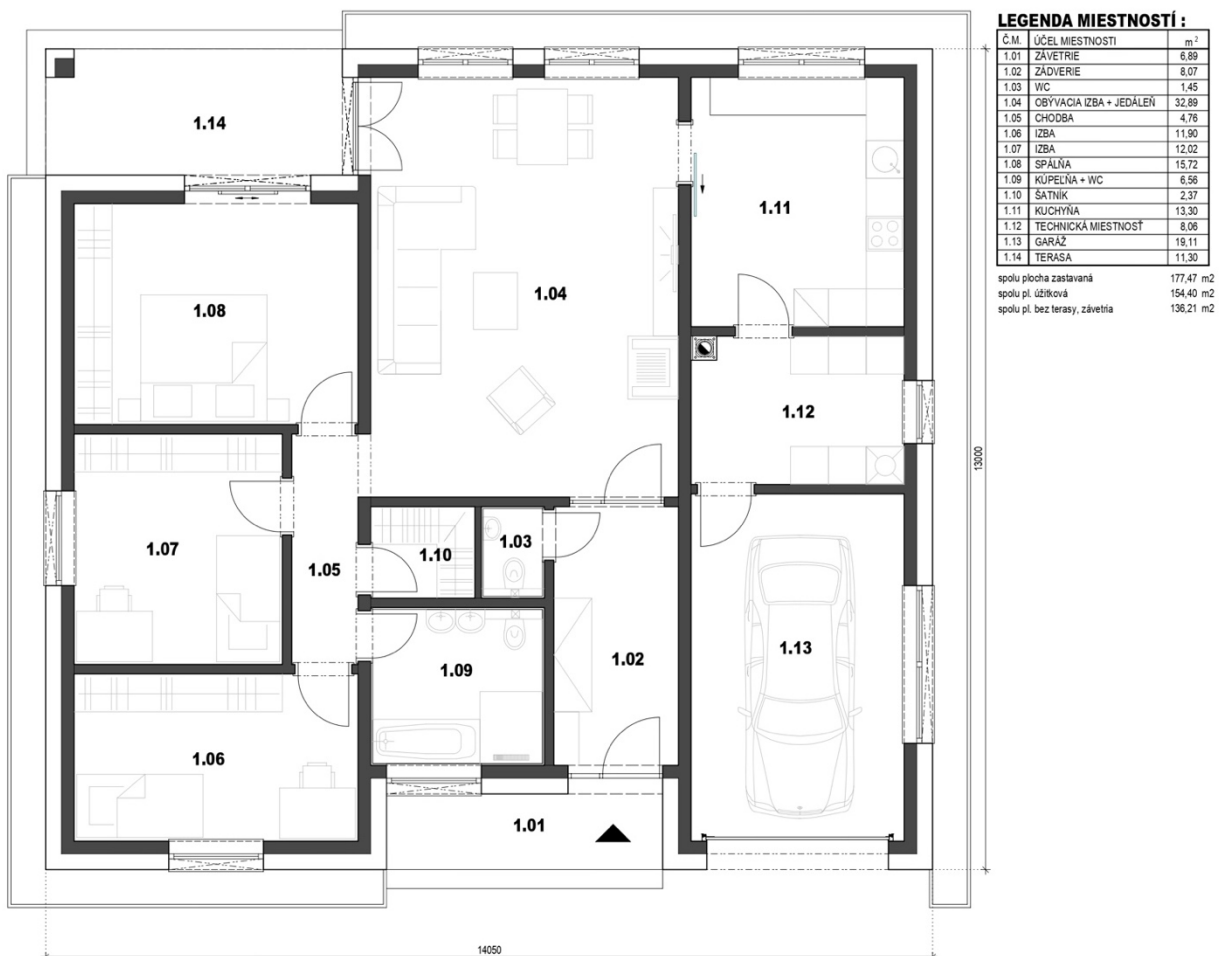 LEGENDA MIESTNOSTÍ :
Č.M. ÚČEL MIESTNOSTI m²
1.01 ZÁVETRIE 6,89
1.02 ZÁDVERIE 8,07
1.03 WC 1,45
1.04 OBÝVACIA IZBA + JEDÁLEŇ 32,89
1.05 CHODBA 4,76
1.06 IZBA 11,90
1.07 IZBA 12,02
1.08 SPÁLŇA 15,72
1.09 KÚPEĽŇA + WC 6,56
1.10 ŠATNÍK 2,37
1.11 KUCHYŇA 13,30
1.12 TECHNICKÁ MIESTNOSŤ 8,06
1.13 GARÁŽ 19,11
1.14 TERASA 11,30
spolu plocha zastavaná 177,47 m2
spolu pl. úžitková 154,40 m2
spolu pl. bez terasy, závetria 136,21 m2
1.14
1.11
1.04
1.08
1.12
13000
1.07
1.03
1.10
1.05
1.13
1.02
1.09
1.06
1.01
14050